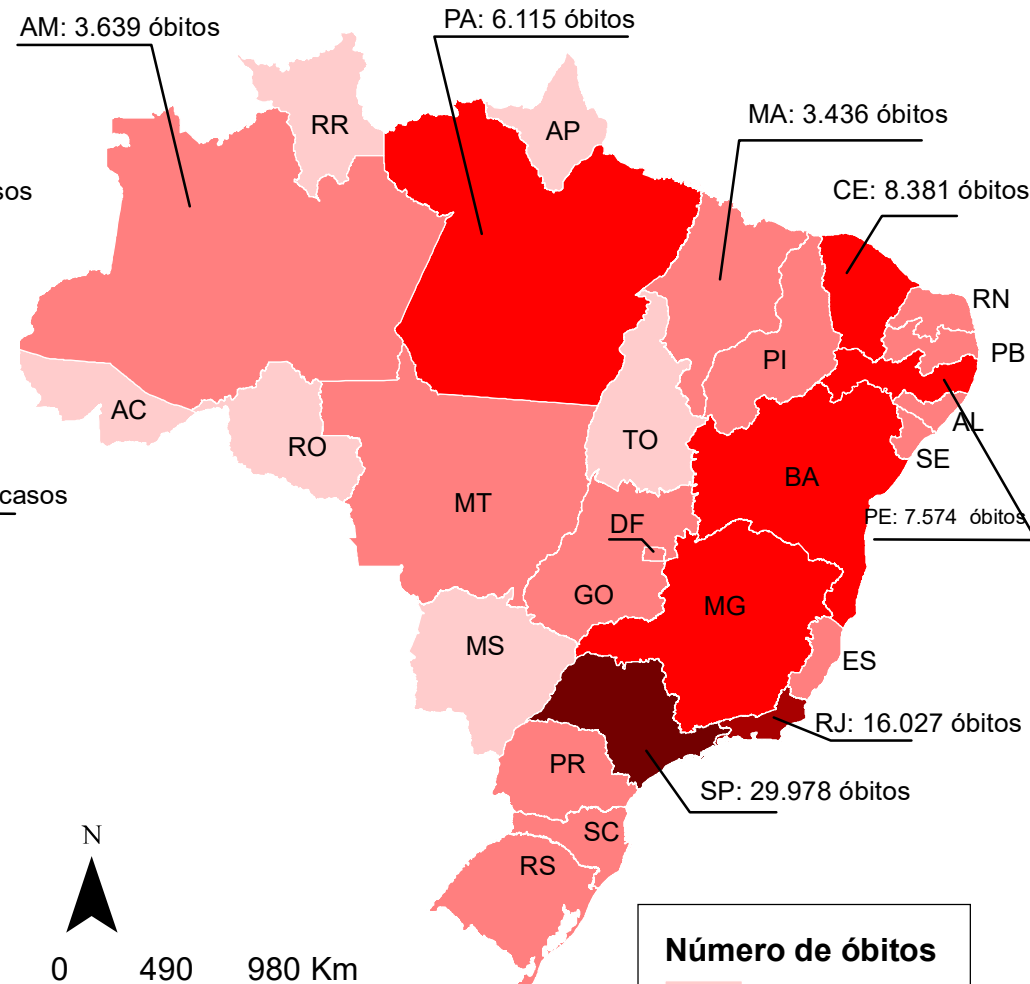 AM: 3.639 óbitos
PA: 6.115 óbitos
MA: 3.436 óbitos
RR
AP
CE: 8.381 óbitos
RN
PB
PI
AC
RO
TO
AL
SE
BA
casos
MT
PE: 7.574 óbitos
DF
GO
MG
MS
ES
RJ: 16.027 óbitos
PR
SP: 29.978 óbitos
SC
RS
N
Número de óbitos
0 490 980 Km